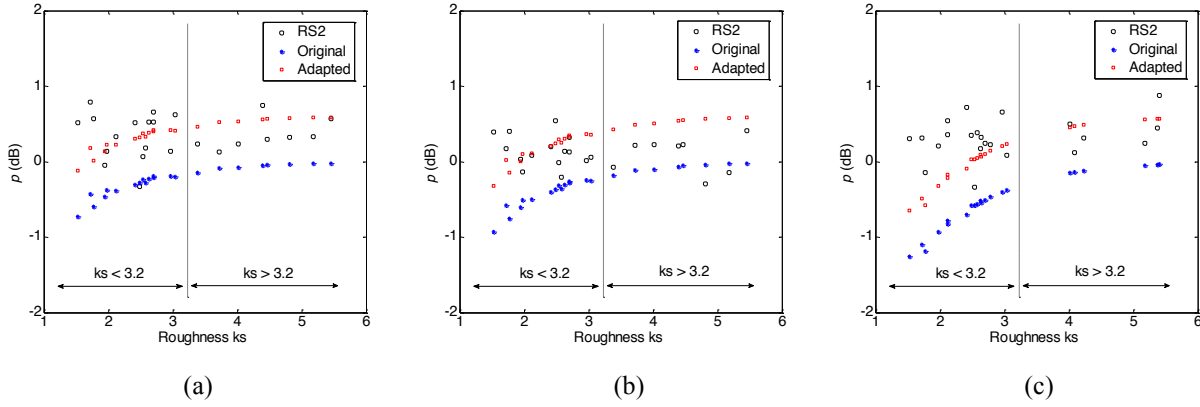 2
1
0
-1
-2
p (dB)
1 2 3 4 5 6
Roughness ks
RS2
Original
Adapted
ks < 3.2
ks > 3.2
(a)
2
1
0
-1
-2
p (dB)
1 2 3 4 5 6
Roughness ks
RS2
Original
Adapted
ks < 3.2
ks > 3.2
(b)
2
1
0
-1
-2
p (dB)
1 2 3 4 5 6
Roughness ks
RS2
Original
Adapted
ks < 3.2
ks > 3.2
(c)